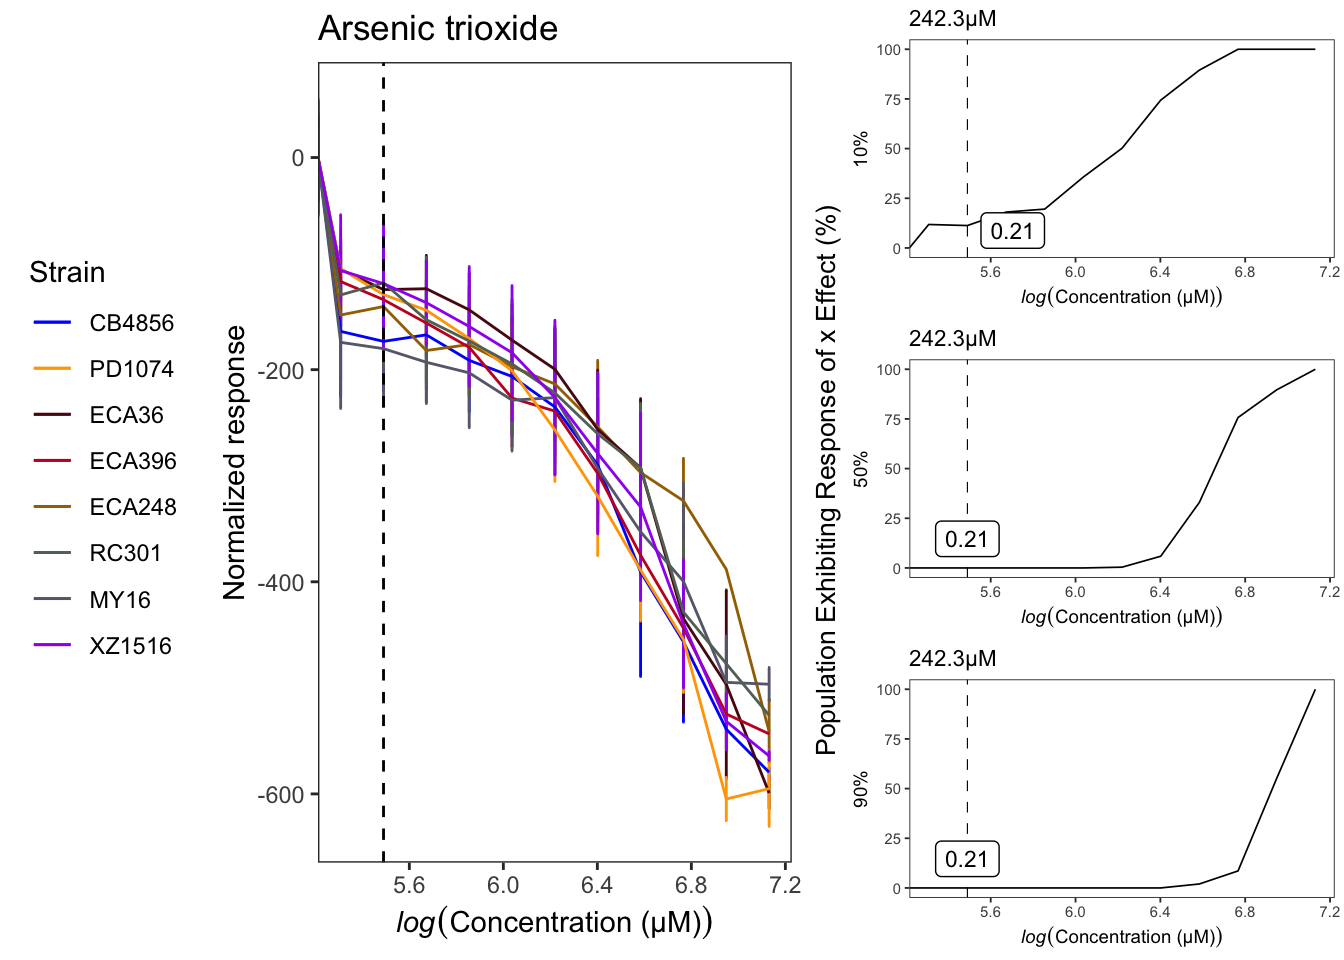 Arsenic trioxide
Strain
CB4856
PD1074
ECA36
ECA396
ECA248
RC301
MY16
XZ1516
Normalized response
0
-200
-400
-600
5.6 6.0 6.4 6.8 7.2
log(Concentration (µM))
Population Exhibiting Response of x Effect (%)
242.3µM
10%
100
75
50
25
0
0.21
5.6 6.0 6.4 6.8 7.2
log(Concentration (µM))
242.3µM
50%
100
75
50
25
0
0.21
5.6 6.0 6.4 6.8 7.2
log(Concentration (µM))
242.3µM
90%
100
75
50
25
0
0.21
5.6 6.0 6.4 6.8 7.2
log(Concentration (µM))